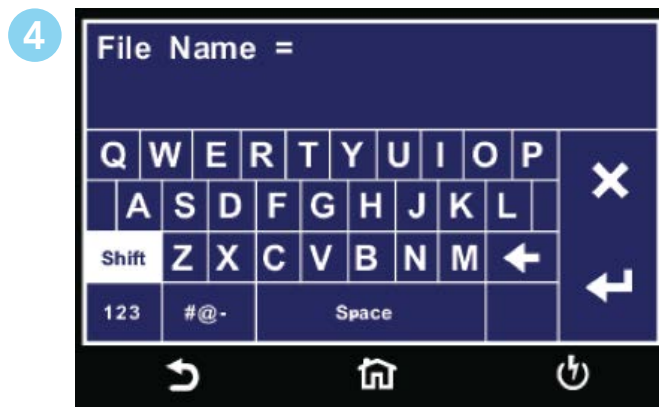 4
File Name =
Q W E R T Y U I O P
A S D F G H J K L
Shift Z X C V B N M
123 #@- Space